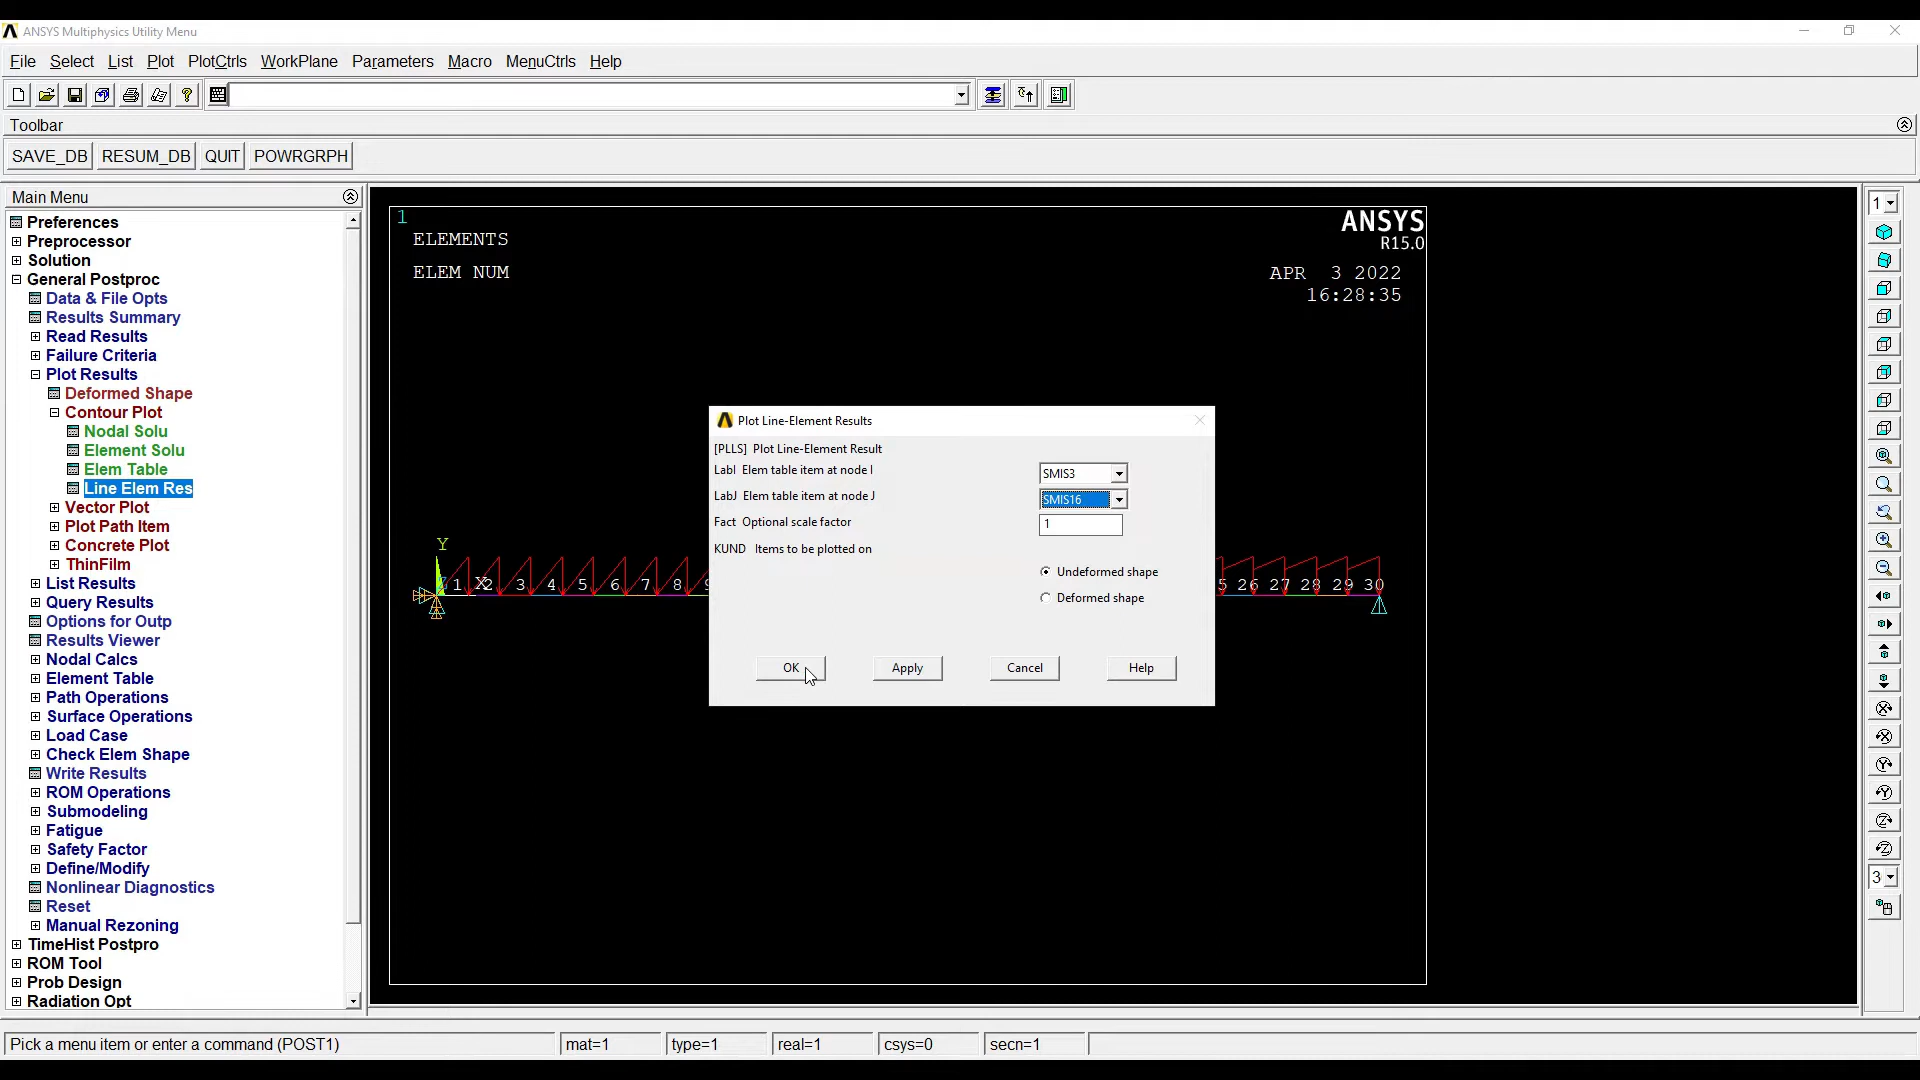 ANSYS Multiphysics Utility Menu
File Select List Plot PlotCtrls WorkPlane Parameters Macro MenuCtrls Help
Toolbar
SAVE_DB RESUM_DB QUIT POWRGRPH
Main Menu
Preferences
Preprocessor
Solution
General Postproc
Data & File Opts
Results Summary
Read Results
Failure Criteria
Plot Results
Deformed Shape
Contour Plot
Nodal Solu
Element Solu
Elem Table
Line Elem Res
Vector Plot
Plot Path Item
Concrete Plot
ThinFilm
List Results
Query Results
Options for Outp
Results Viewer
Nodal Calcs
Element Table
Path Operations
Surface Operations
Load Case
Check Elem Shape
Write Results
ROM Operations
Submodeling
Fatigue
Safety Factor
Define/Modify
Nonlinear Diagnostics
Reset
Manual Rezoning
TimeHist Postpro
ROM Tool
Prob Design
Radiation Opt
1
ELEMENTS
ELEM NUM
ANSYS
R15.0
APR 3 2022
16:28:35
Y
1 X 2 3 4 5 6 7 8
5 26 27 28 29 30
Plot Line-Element Results
[PLLS] Plot Line-Element Result
LabI Elem table item at node I
SMIS3
LabJ Elem table item at node J
SMIS16
Fact Optional scale factor
1
KUND Items to be plotted on
Undeformed shape
Deformed shape
OK Apply Cancel Help
1
3
Pick a menu item or enter a command (POST1)
mat=1 type=1 real=1 csys=0 secn=1